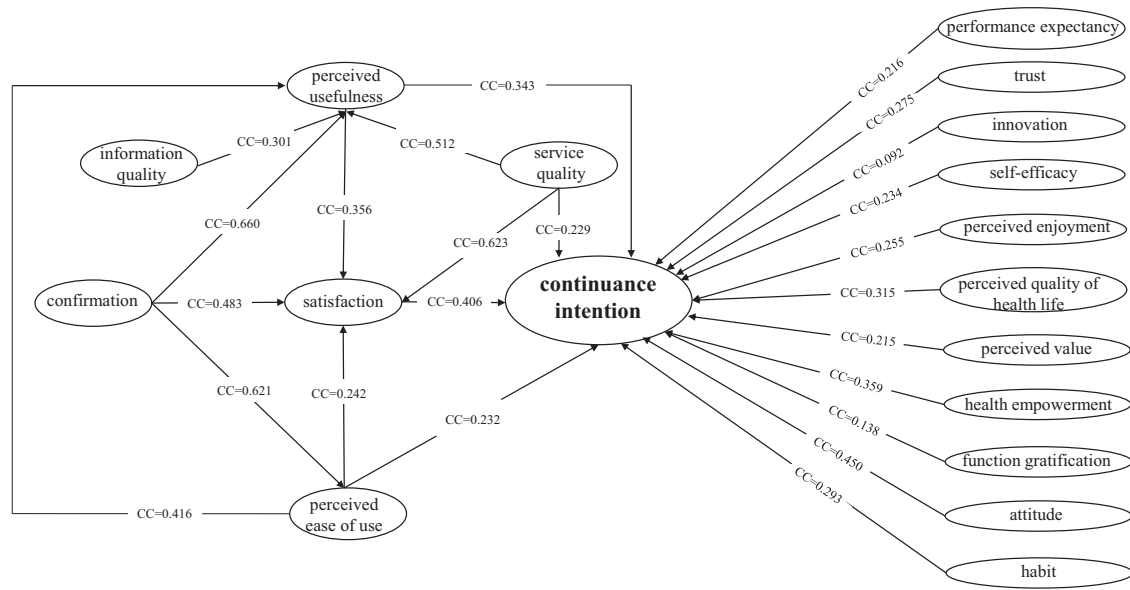 performance expectancy
perceived
usefulness
CC=0.343
CC=0.216
trust
CC=0.275
innovation
CC=0.092
information
quality
CC=0.301
CC=0.512
service
quality
self-efficacy
CC=0.234
CC=0.660
CC=0.356
CC=0.623
CC=0.229
perceived enjoyment
CC=0.255
confirmation
CC=0.483
satisfaction
CC=0.406
continuance
intention
CC=0.315
perceived quality of
health life
CC=0.215
perceived value
CC=0.621
CC=0.242
CC=0.232
CC=0.359
health empowerment
CC=0.138
function gratification
CC=0.450
attitude
CC=0.293
habit
CC=0.416
perceived
ease of use